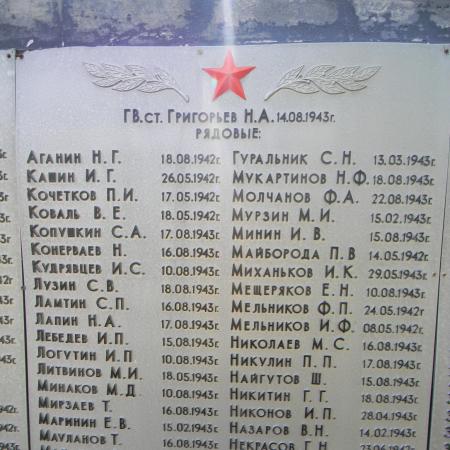 ГВ.ст. Григорьев Н.А. 14.08.1943г.
РЯДОВЫЕ:
Аганин Н.Г. 18.08.1942г.
Кашин И.Г. 26.05.1942г.
Кочетков П.И. 17.05.1942г.
Коваль В.Е. 18.05.1942г.
Копушкин С.А. 17.08.1943г.
Конерваев Н. 16.08.1943г.
Кудрявцев И.С. 10.08.1943г.
Лузин С.В. 18.08.1943г.
Ламтин С.П. 16.08.1943г.
Лапин Н.А. 17.08.1943г.
Лебедев И.П. 15.08.1943г.
Логутин И.П 10.08.1943г.
Литвинов М.И. 18.05.1943г.
Минаков М.Д. 10.08.1943г.
Мирзаев Т. 16.08.1943г.
Маринин Е.В. 15.02.1943г.
Мауланов Т. 16.08.1943г.
Гуральник С.Н. 13.03.1943г.
Мукартинов Н.Ф. 18.08.1943г.
Молчанов Ф.А. 22.08.1943г.
Мурзин М.И. 15.02.1943г.
Минин И.В. 15.08.1943г.
Майборода П.В 14.05.1942г.
Миханьков И.К. 29.05.1943г.
Мещеряков Е.Н. 10.08.1943г.
Мельников Ф.П. 24.05.1942г
Мельников И.Ф. 08.05.1942г.
Николаев М.С. 16.08.1943г.
Никулин П.П. 17.08.1943г.
Найгутов Ш. 15.08.1943г.
Никитин Г.Г. 18.08.1943г.
Никонов И.П. 28.04.1943г.
Назаров В.Н. 14.02.1943г.
Некрасов Г.Н.